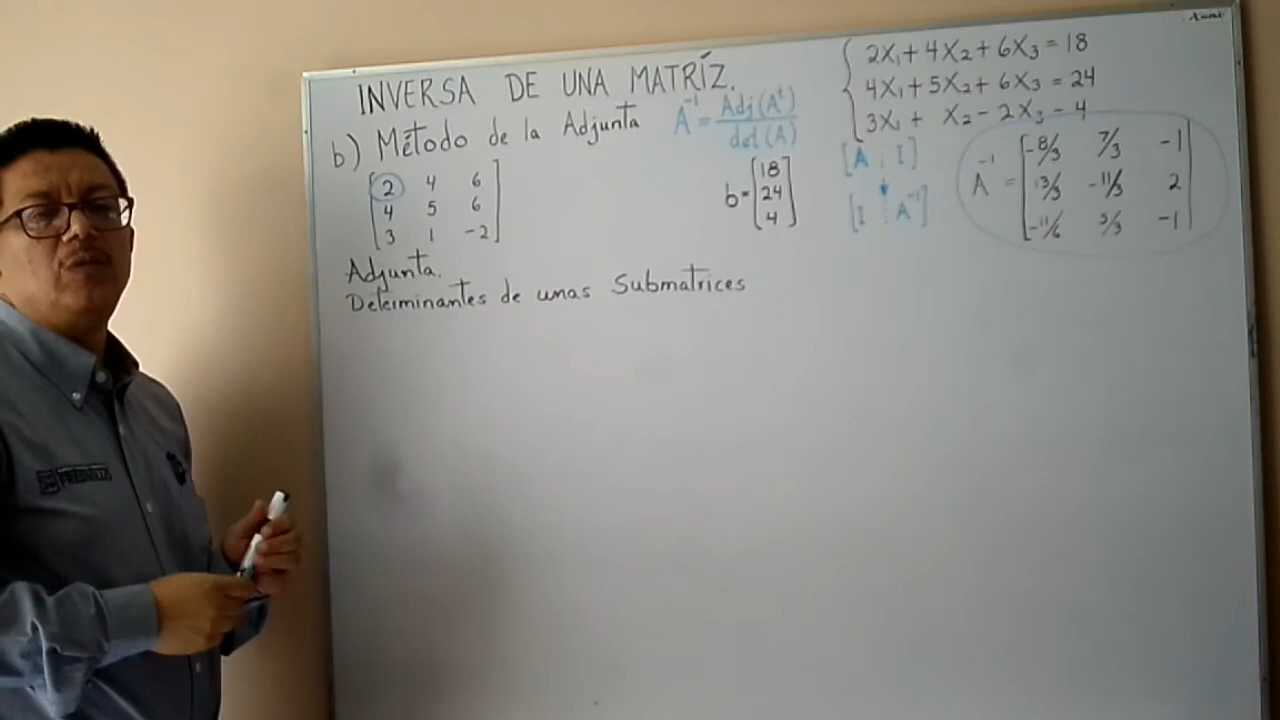 INVERSA DE UNA MATRÍZ.
b) Método de la Adjunta
A⁻¹ = Adj(Aᵗ) / det(A)
2 4 6
4 5 6
3 1 -2
Adjunta.
Determinantes de unas Submatrices
b = [18
24
4]
2X₁ + 4X₂ + 6X₃ = 18
4X₁ + 5X₂ + 6X₃ = 24
3X₁ + X₂ - 2X₃ - 4
[A ⋮ I]
[I ⋮ A⁻¹]
A⁻¹ =
-8/3 7/3 -1
13/3 -11/3 2
-11/6 5/3 -1
FRESNILLO